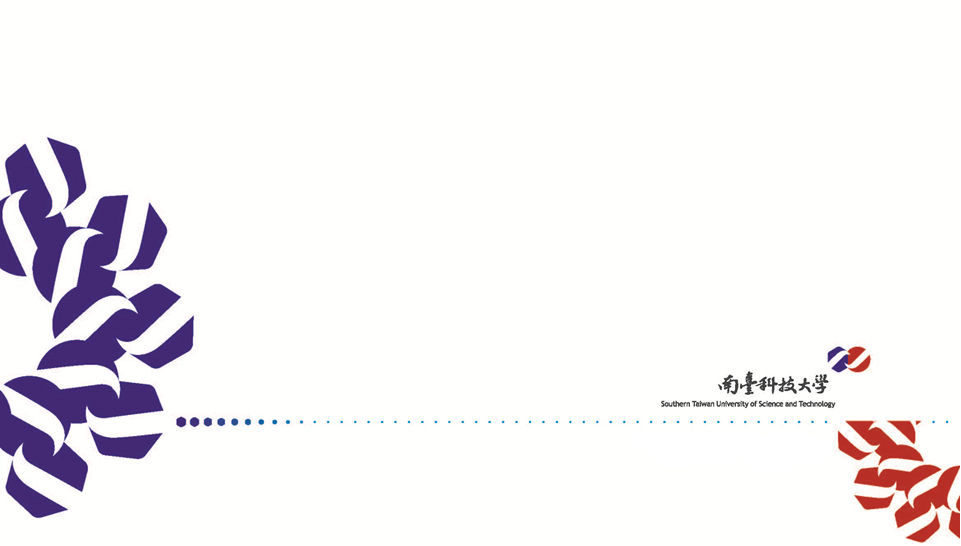 南臺科技大學
Southern Taiwan University of Science and Technology